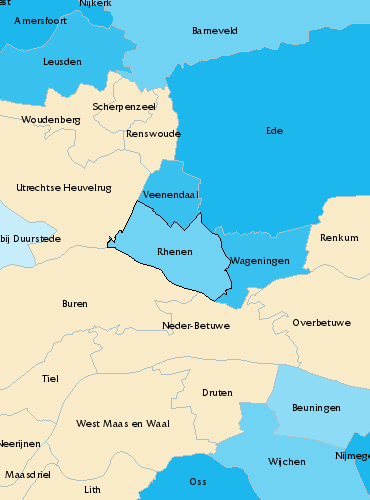 Nijkerk
Amersfoort
Barneveld
Leusden
Scherpenzeel
Woudenberg
Renswoude
Ede
Utrechtse Heuvelrug
Veenendaal
bij Duurstede
Renkum
Rhenen
Wageningen
Buren
Neder-Betuwe
Overbetuwe
Tiel
Druten
Beuningen
West Maas en Waal
Neerijnen
Nijmege
Wijchen
Maasdriel
Oss
Lith